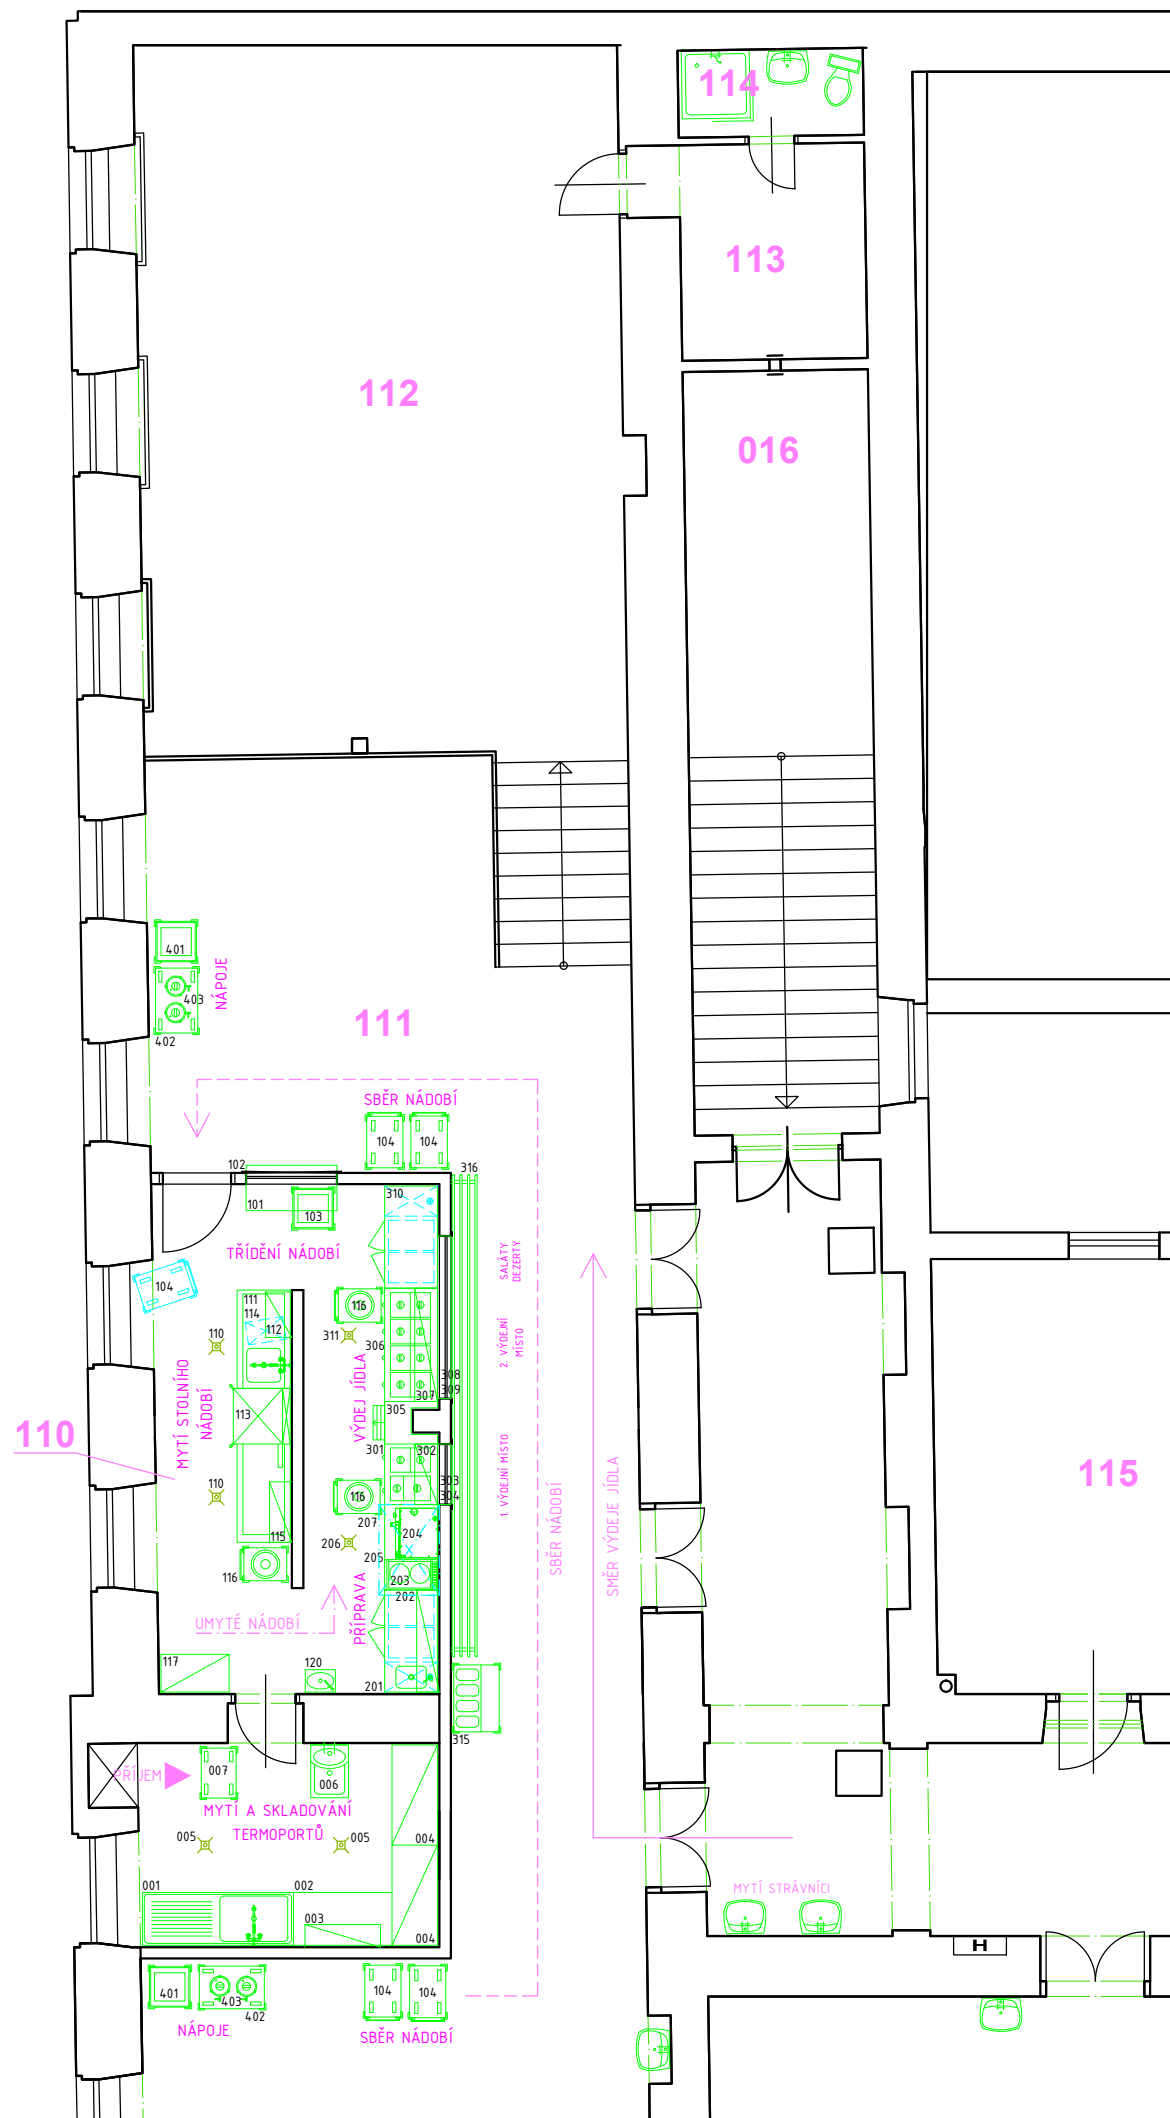 114
113
112
016
401
403
402
NÁPOJE
111
SBĚR NÁDOBÍ
104
104
316
102
101
103
310
TŘÍDĚNÍ NÁDOBÍ
SALÁTY
DEZERTY
104
111
114
112
110
116
311
306
2. VÝDEJNÍ
MÍSTO
308
309
307
305
MYTÍ STOLNÍHO
NÁDOBÍ
113
VÝDEJ JÍDLA
110
301
302
303
304
1. VÝDEJNÍ MÍSTO
115
110
116
207
204
206
205
115
116
203
202
SBĚR NÁDOBÍ
SMĚR VÝDEJE JÍDLA
PŘÍPRAVA
UMYTÉ NÁDOBÍ
117
120
201
315
PŘÍJEM
007
006
MYTÍ A SKLADOVÁNÍ
TERMOPORTŮ
005
005
004
001
002
003
004
MYTÍ STRÁVNÍCI
H
401
403
402
104
104
NÁPOJE
SBĚR NÁDOBÍ